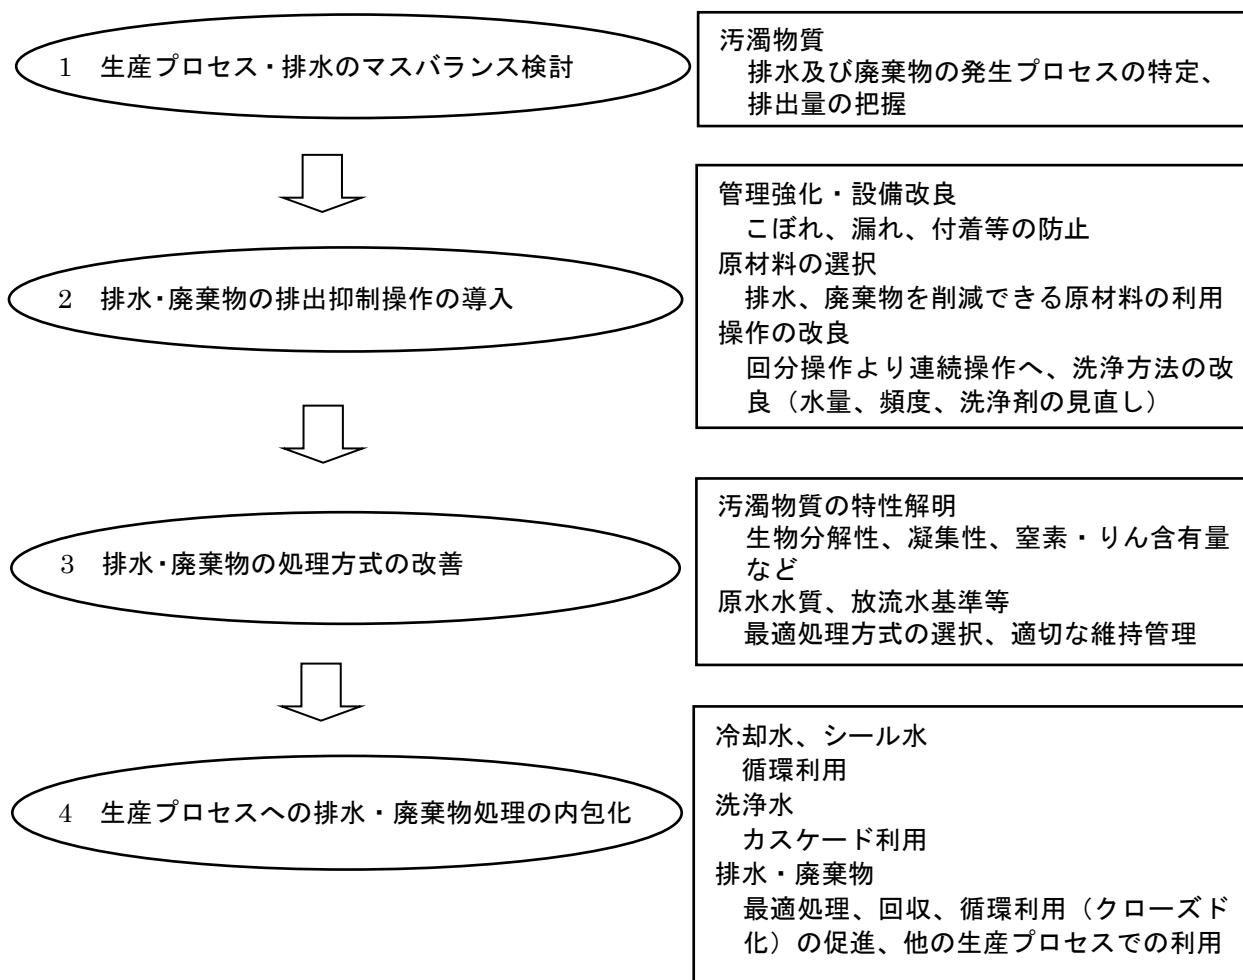 1 生産プロセス・排水のマスバランス検討
汚濁物質
排水及び廃棄物の発生プロセスの特定、
排出量の把握
2 排水・廃棄物の排出抑制操作の導入
管理強化・設備改良
こぼれ、漏れ、付着等の防止
原材料の選択
排水、廃棄物を削減できる原材料の利用
操作の改良
回分操作より連続操作へ、洗浄方法の改
良（水量、頻度、洗浄剤の見直し）
3 排水・廃棄物の処理方式の改善
汚濁物質の特性解明
生物分解性、凝集性、窒素・りん含有量
など
原水水質、放流水基準等
最適処理方式の選択、適切な維持管理
4 生産プロセスへの排水・廃棄物処理の内包化
冷却水、シール水
循環利用
洗浄水
カスケード利用
排水・廃棄物
最適処理、回収、循環利用（クローズド
化）の促進、他の生産プロセスでの利用